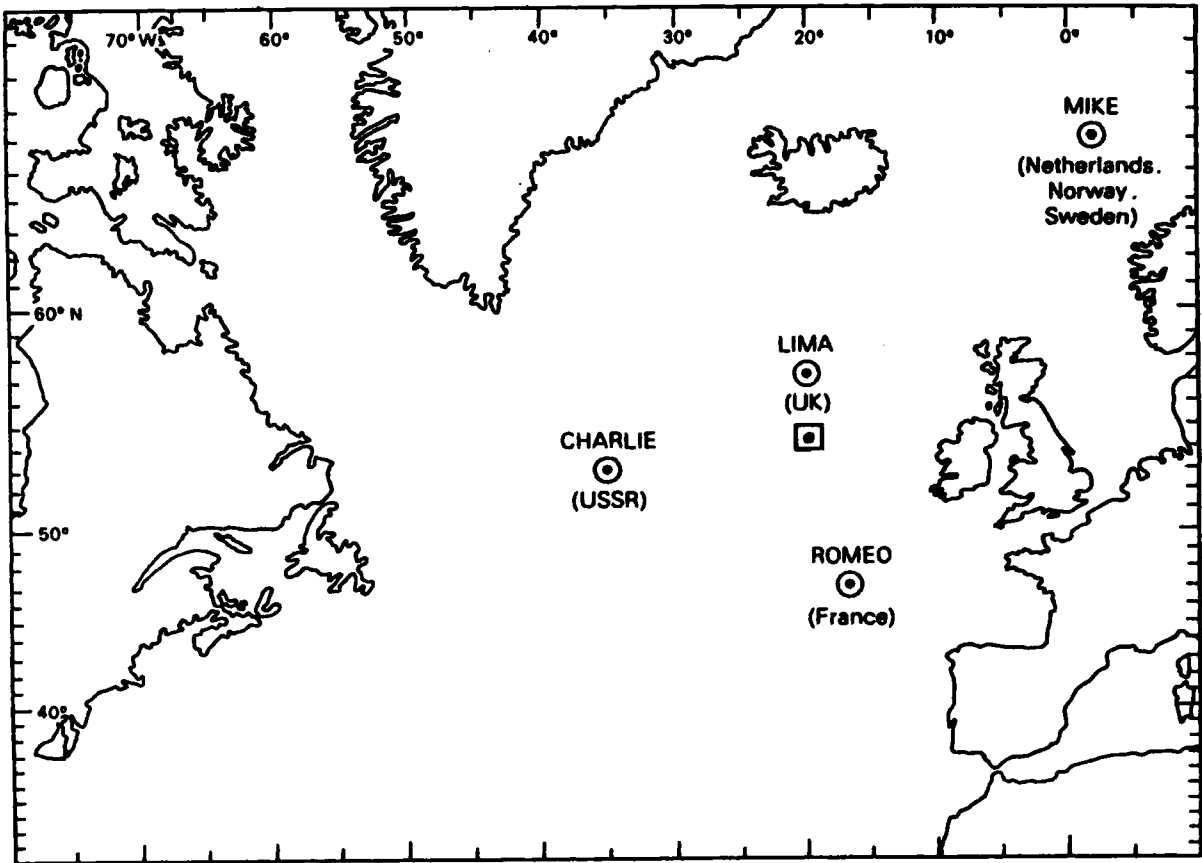 70° W
60°
50°
40°
30°
20°
10°
0°
MIKE
(Netherlands.
Norway.
Sweden)
60° N
LIMA
(UK)
CHARLIE
(USSR)
50°
ROMEO
(France)
40°